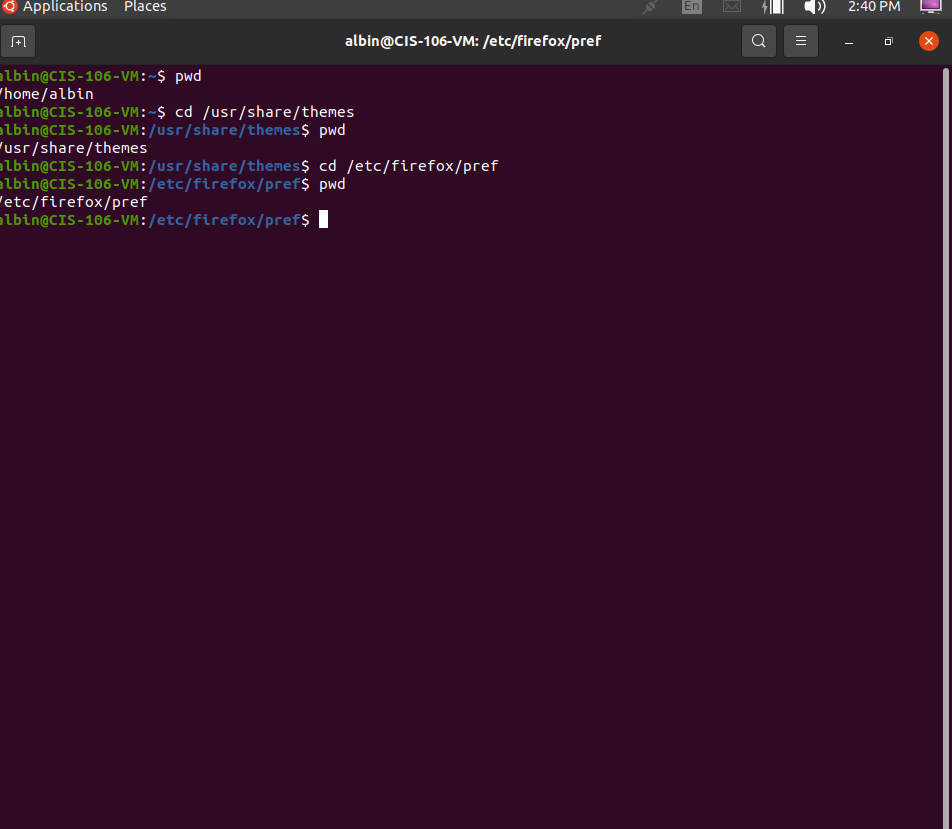 Applications Places En 2:40 PM
albin@CIS-106-VM: /etc/firefox/pref
albin@CIS-106-VM:~$ pwd
/home/albin
albin@CIS-106-VM:~$ cd /usr/share/themes
albin@CIS-106-VM:/usr/share/themes$ pwd
/usr/share/themes
albin@CIS-106-VM:/usr/share/themes$ cd /etc/firefox/pref
albin@CIS-106-VM:/etc/firefox/pref$ pwd
/etc/firefox/pref
albin@CIS-106-VM:/etc/firefox/pref$